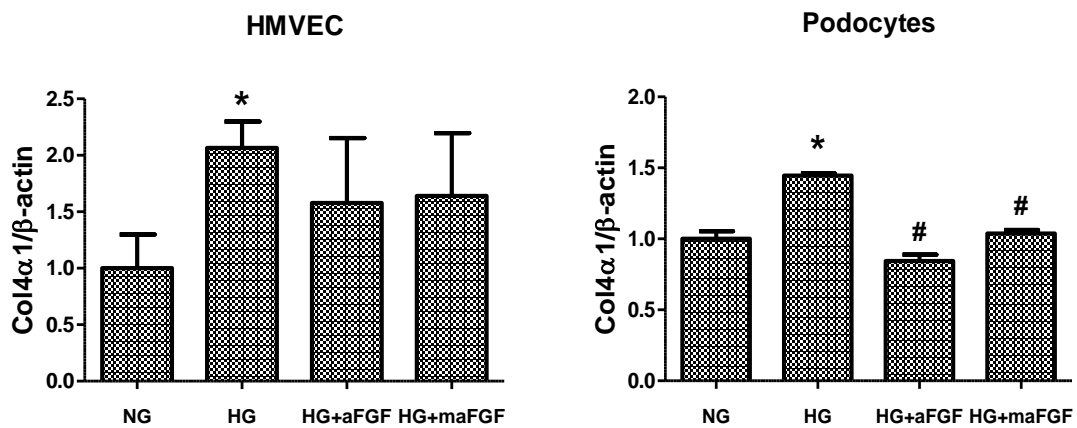 HMVEC
Podocytes
Col4α1/β-actin
2.5
2.0
1.5
1.0
0.5
0.0
*
NG HG HG+aFGF HG+maFGF
Col4α1/β-actin
2.0
1.5
1.0
0.5
0.0
*
#
#
NG HG HG+aFGF HG+maFGF